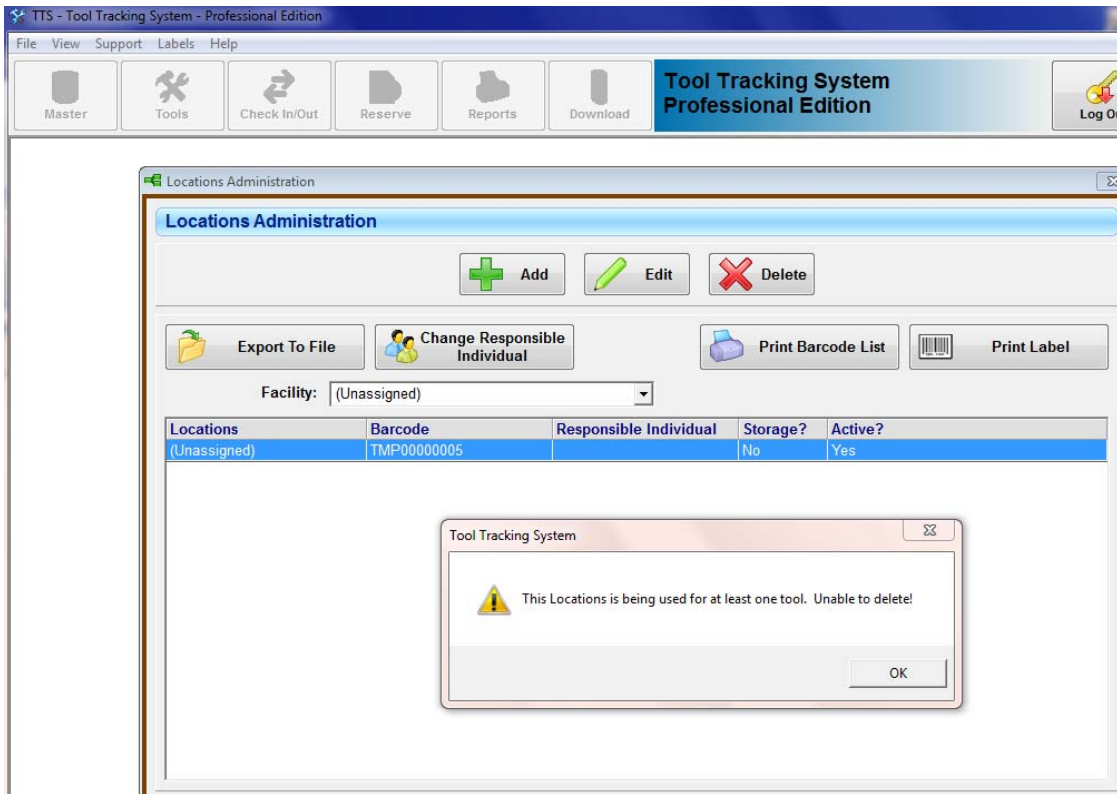 TTS - Tool Tracking System - Professional Edition
File View Support Labels Help
Master Tools Check In/Out Reserve Reports Download
Tool Tracking System
Professional Edition
Locations Administration
Locations Administration
Add Edit Delete
Export To File
Change Responsible
Individual
Print Barcode List
Print Label
Facility: (Unassigned)
Locations Barcode Responsible Individual Storage? Active?
(Unassigned) TMP00000005 No Yes
Tool Tracking System
This Locations is being used for at least one tool. Unable to delete!
OK